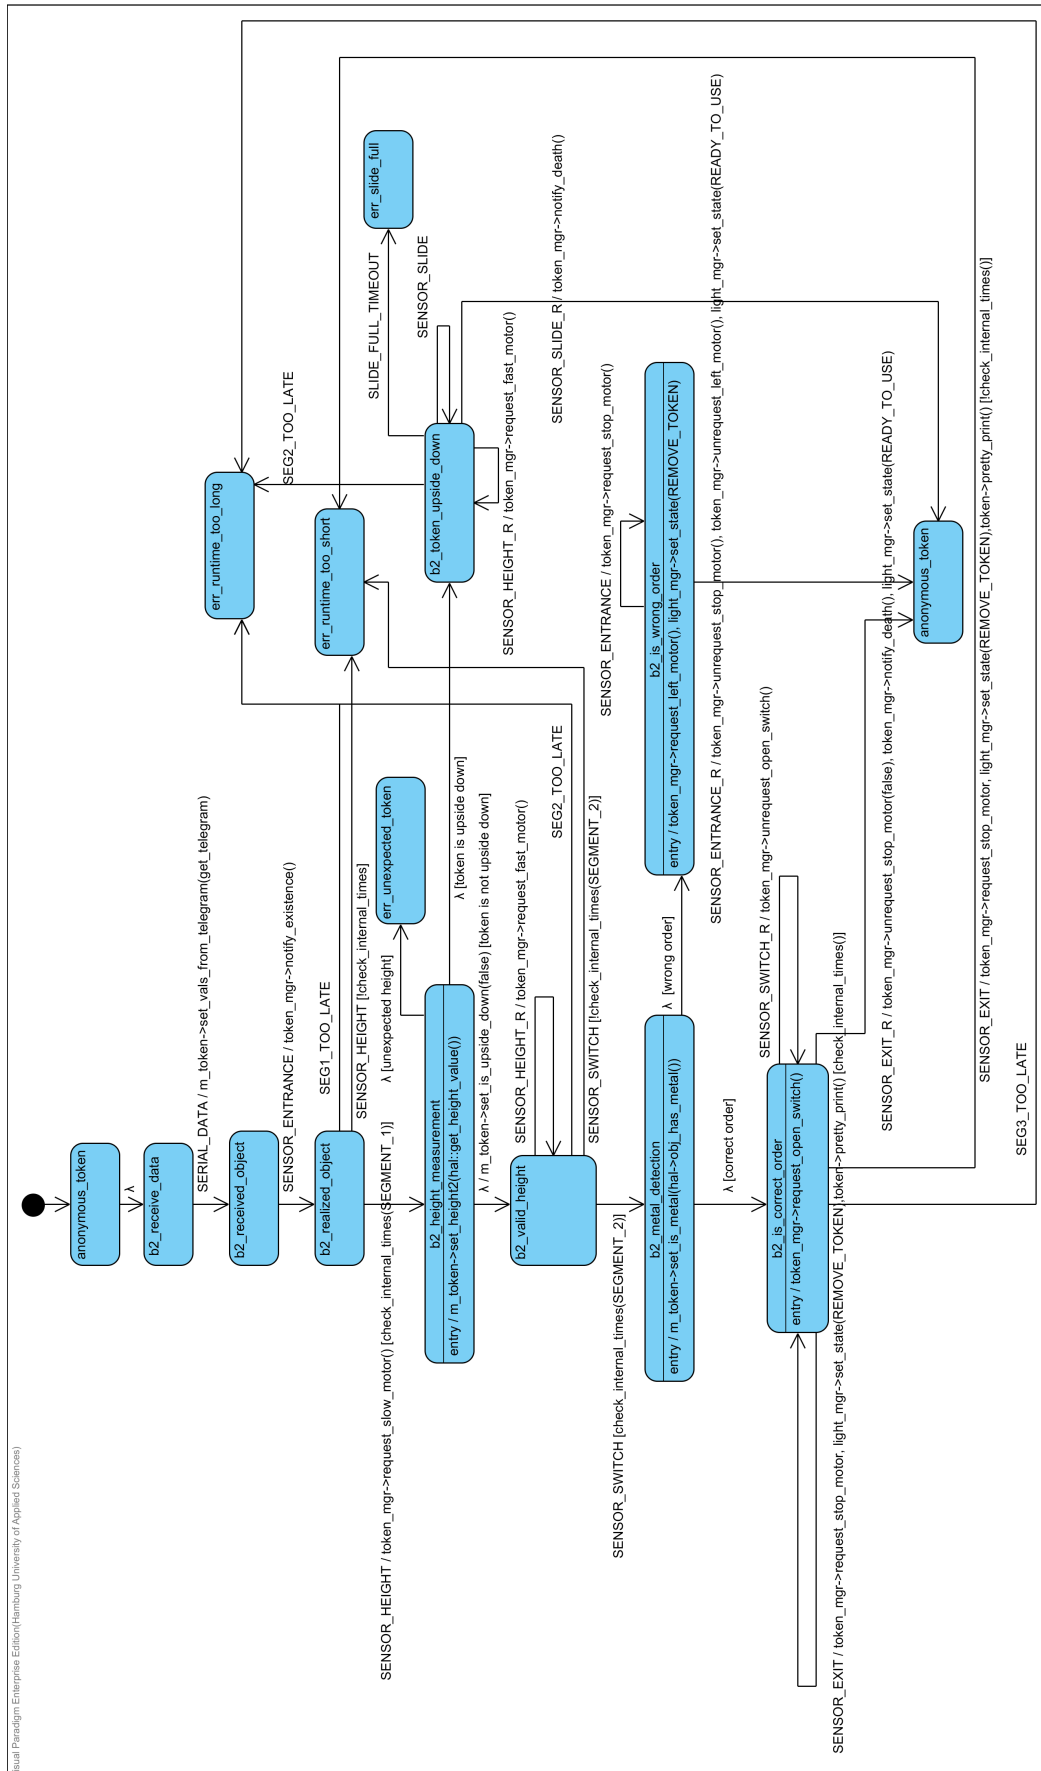 isual Paradigm Enterprise Edition(Hamburg University of Applied Sciences)
anonymous_token
λ
b2_receive_data
SERIAL_DATA / m_token->set_vals_from_telegram(get_telegram)
b2_received_object
SENSOR_ENTRANCE / token_mgr->notify_existence()
b2_realized_object
SEG1_TOO_LATE
SENSOR_HEIGHT [!check_internal_times]
SENSOR_HEIGHT / token_mgr->request_slow_motor() [check_internal_times(SEGMENT_1)]
λ [unexpected height]
err_unexpected_token
b2_height_measurement
entry / m_token->set_height2(hal::get_height_value())
λ [token is upside down]
λ / m_token->set_is_upside_down(false) [token is not upside down]
b2_valid_height
SENSOR_HEIGHT_R / token_mgr->request_fast_motor()
SEG2_TOO_LATE
SENSOR_SWITCH [!check_internal_times(SEGMENT_2)]
SENSOR_SWITCH [check_internal_times(SEGMENT_2)]
b2_metal_detection
entry / m_token->set_is_metal(hal->obj_has_metal())
λ [wrong order]
λ [correct order]
b2_is_correct_order
entry / token_mgr->request_open_switch()
SENSOR_SWITCH_R / token_mgr->unrequest_open_switch()
SENSOR_EXIT / token_mgr->request_stop_motor, light_mgr->set_state(REMOVE_TOKEN),token->pretty_print() [check_internal_times()]
SENSOR_EXIT_R / token_mgr->unrequest_stop_motor(false), token_mgr->notify_death(), light_mgr->set_state(READY_TO_USE)
SENSOR_EXIT / token_mgr->request_stop_motor, light_mgr->set_state(REMOVE_TOKEN),token->pretty_print() [!check_internal_times()]
SEG3_TOO_LATE
err_runtime_too_long
err_runtime_too_short
SEG2_TOO_LATE
err_slide_full
SLIDE_FULL_TIMEOUT
SENSOR_SLIDE
b2_token_upside_down
SENSOR_HEIGHT_R / token_mgr->request_fast_motor()
SENSOR_SLIDE_R / token_mgr->notify_death()
SENSOR_ENTRANCE / token_mgr->request_stop_motor()
b2_is_wrong_order
entry / token_mgr->request_left_motor(), light_mgr->set_state(REMOVE_TOKEN)
SENSOR_ENTRANCE_R / token_mgr->unrequest_stop_motor(), token_mgr->unrequest_left_motor(), light_mgr->set_state(READY_TO_USE)
anonymous_token